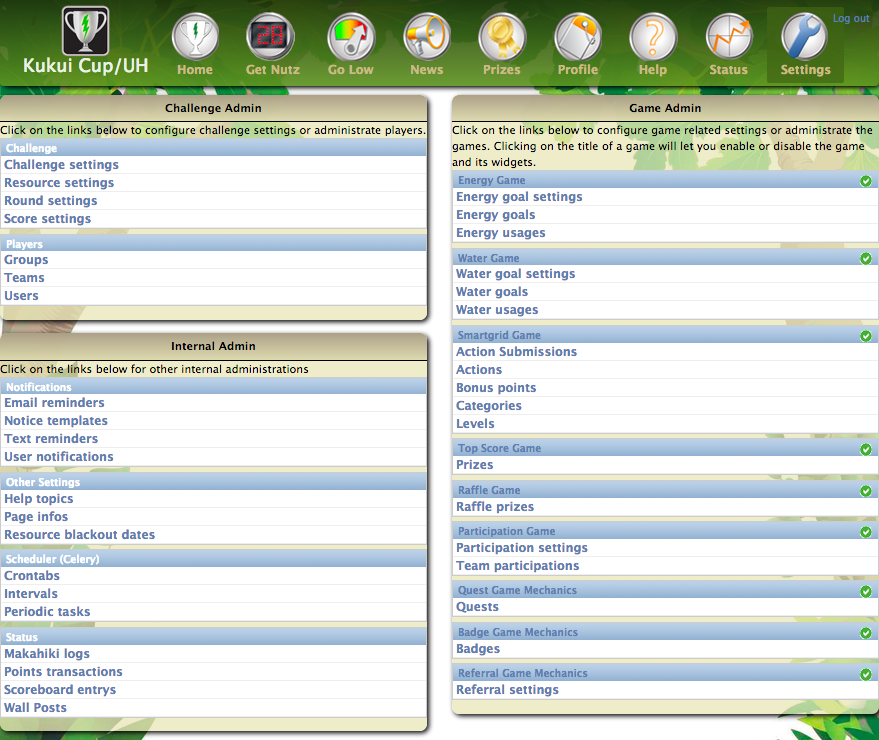 Log out
28
Kukui Cup/UH
Home
Get Nutz
Go Low
News
Prizes
Profile
Help
Status
Settings
Challenge Admin
Click on the links below to configure challenge settings or administrate players.
Challenge
Challenge settings
Resource settings
Round settings
Score settings
Players
Groups
Teams
Users
Internal Admin
Click on the links below for other internal administrations
Notifications
Email reminders
Notice templates
Text reminders
User notifications
Other Settings
Help topics
Page infos
Resource blackout dates
Scheduler (Celery)
Crontabs
Intervals
Periodic tasks
Status
Makahiki logs
Points transactions
Scoreboard entrys
Wall Posts
Game Admin
Click on the links below to configure game related settings or administrate the
games. Clicking on the title of a game will let you enable or disable the game
and its widgets.
Energy Game
Energy goal settings
Energy goals
Energy usages
Water Game
Water goal settings
Water goals
Water usages
Smartgrid Game
Action Submissions
Actions
Bonus points
Categories
Levels
Top Score Game
Prizes
Raffle Game
Raffle prizes
Participation Game
Participation settings
Team participations
Quest Game Mechanics
Quests
Badge Game Mechanics
Badges
Referral Game Mechanics
Referral settings